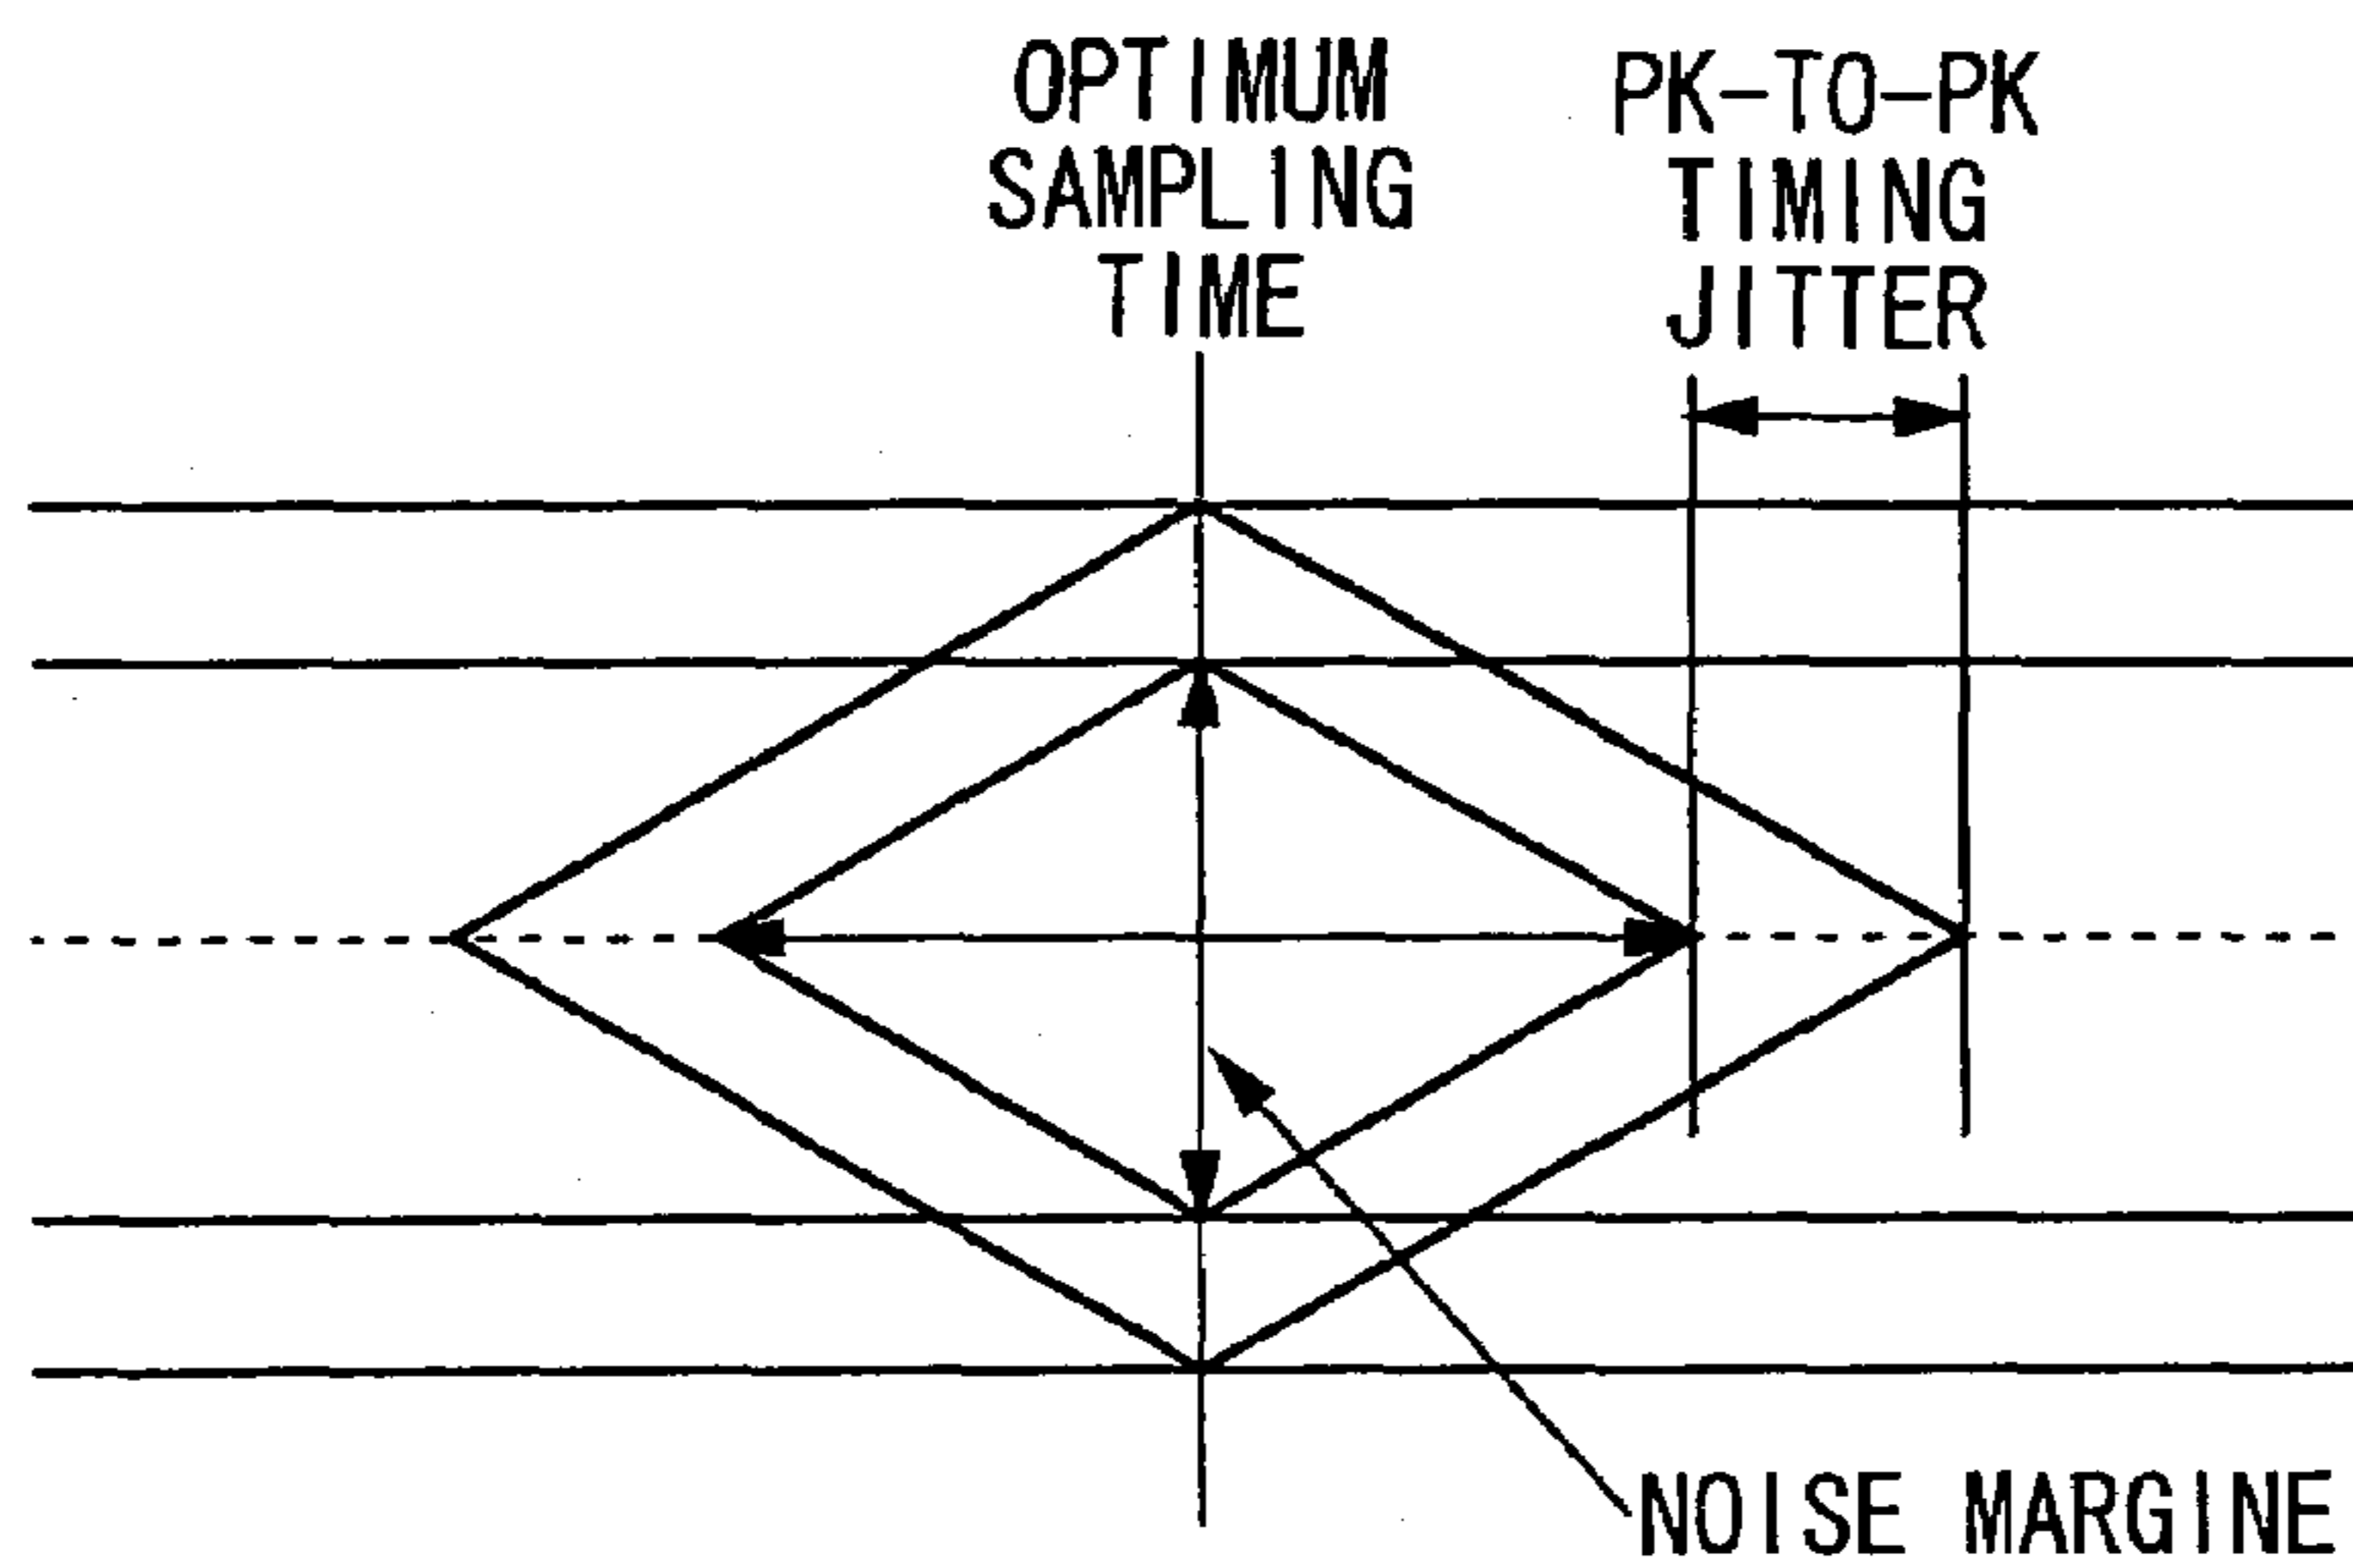 OPTIMUM
SAMPLING
TIME
PK-TO-PK
TIMING
JITTER
NOISE MARGINE